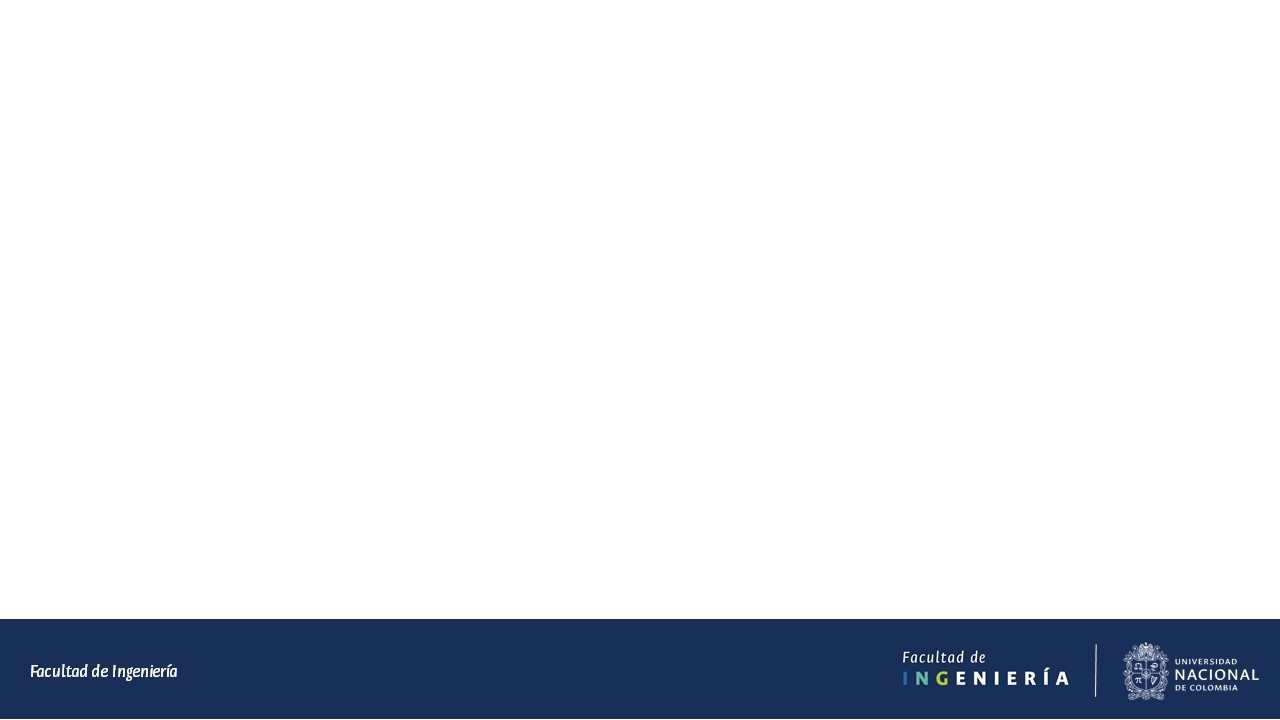 Facultad de Ingeniería
Facultad de
INGENIERÍA
UNIVERSIDAD
NACIONAL
DE COLOMBIA